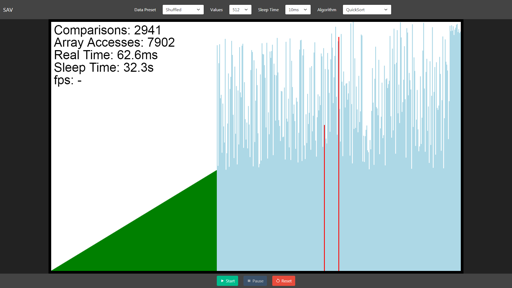 SAV Data Preset Shuffled Values 512 Sleep Time 10ms Algorithm QuickSort
Comparisons: 2941
Array Accesses: 7902
Real Time: 62.6ms
Sleep Time: 32.3s
fps: -
Start Pause Reset